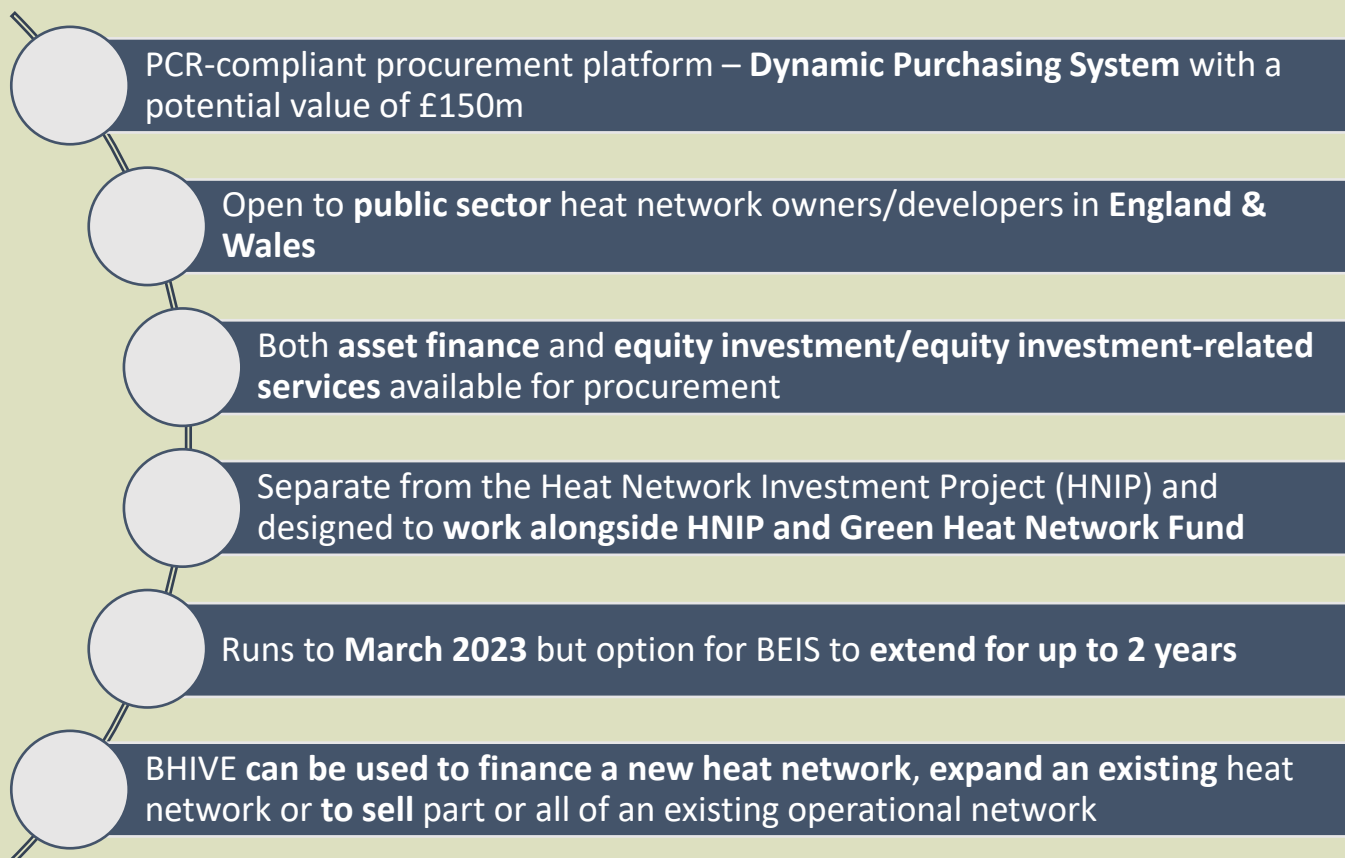 PCR-compliant procurement platform – Dynamic Purchasing System with a
potential value of £150m
Open to public sector heat network owners/developers in England &
Wales
Both asset finance and equity investment/equity investment-related
services available for procurement
Separate from the Heat Network Investment Project (HNIP) and
designed to work alongside HNIP and Green Heat Network Fund
Runs to March 2023 but option for BEIS to extend for up to 2 years
BHIVE can be used to finance a new heat network, expand an existing heat
network or to sell part or all of an existing operational network